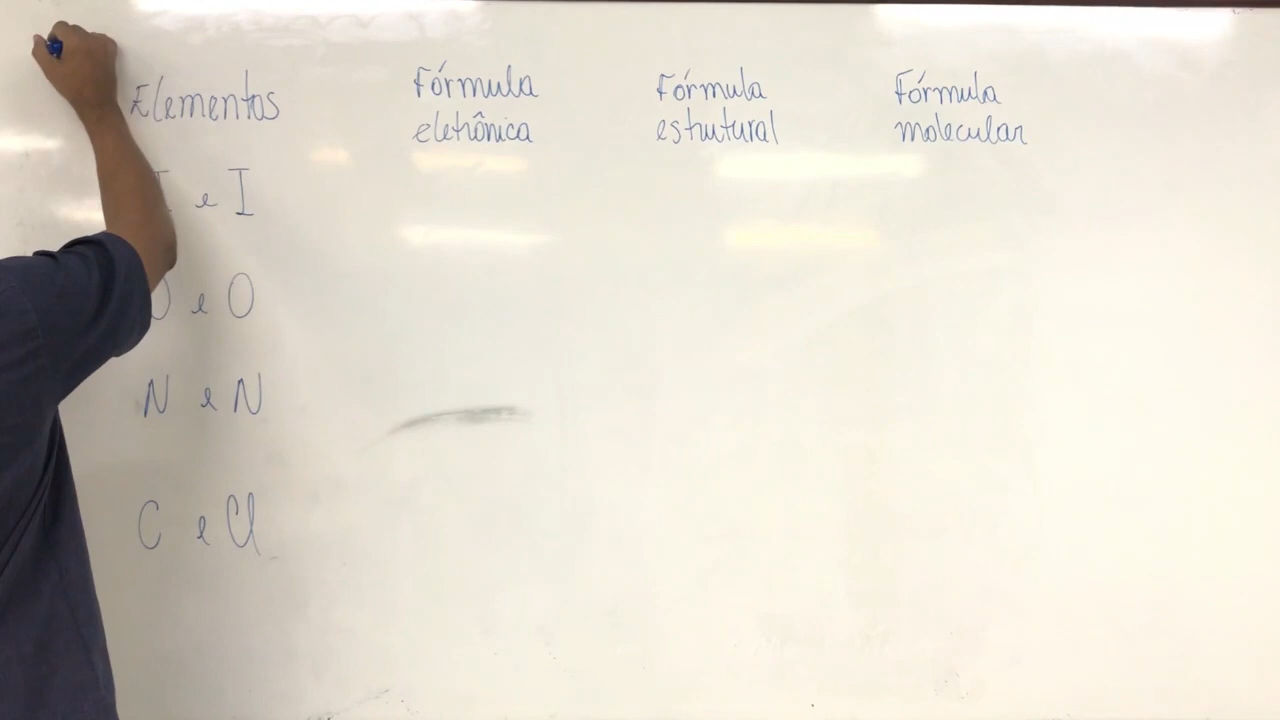 Elementos
Fórmula
eletrônica
Fórmula
estrutural
Fórmula
molecular
I e I
O e O
N e N
C e Cl